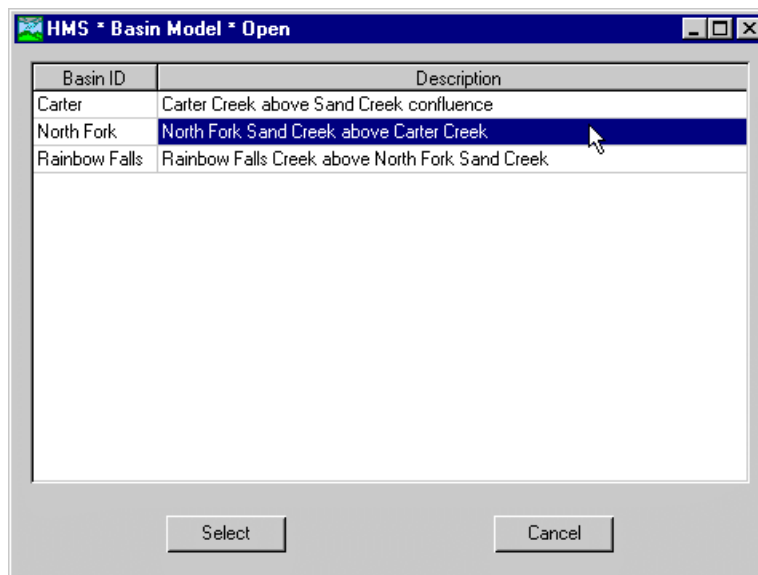 HMS * Basin Model * Open
Basin ID Description
Carter Carter Creek above Sand Creek confluence
North Fork North Fork Sand Creek above Carter Creek
Rainbow Falls Rainbow Falls Creek above North Fork Sand Creek
Select Cancel